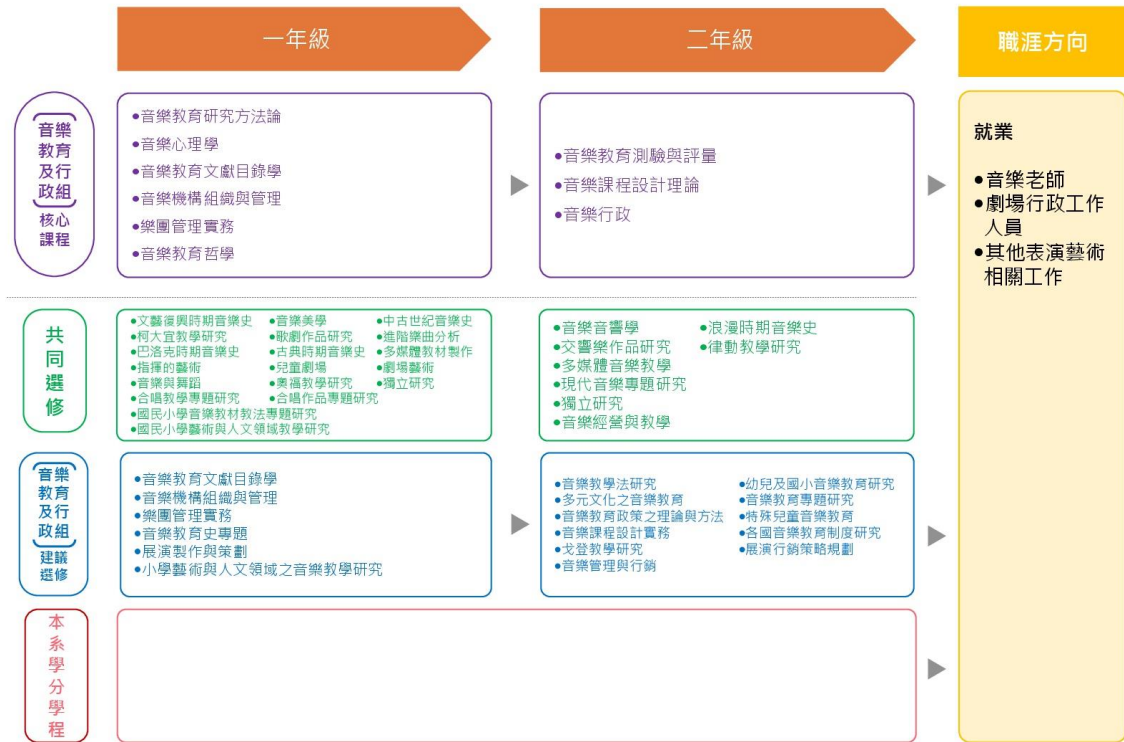 一年級
二年級
職涯方向
音樂
教育
及行
政組
核心
課程
●音樂教育研究方法論
●音樂心理學
●音樂教育文獻目錄學
●音樂機構組織與管理
●樂團管理實務
●音樂教育哲學
●音樂教育測驗與評量
●音樂課程設計理論
●音樂行政
就業
●音樂老師
●劇場行政工作
人員
●其他表演藝術
相關工作
共
同
選
修
●文藝復興時期音樂史 ●音樂美學 ●中古世紀音樂史
●柯大宜教學研究 ●歌劇作品研究 ●進階樂曲分析
●巴洛克時期音樂史 ●古典時期音樂史 ●多媒體教材製作
●指揮的藝術 ●兒童劇場 ●劇場藝術
●音樂與舞蹈 ●奧福教學研究 ●獨立研究
●合唱教學專題研究 ●合唱作品專題研究
●國民小學音樂教材教法專題研究
●國民小學藝術與人文領域教學研究
●音樂音響學 ●浪漫時期音樂史
●交響樂作品研究 ●律動教學研究
●多媒體音樂教學
●現代音樂專題研究
●獨立研究
●音樂經營與教學
音樂
教育
及行
政組
建議
選修
●音樂教育文獻目錄學
●音樂機構組織與管理
●樂團管理實務
●音樂教育史專題
●展演製作與策劃
●小學藝術與人文領域之音樂教學研究
●音樂教學法研究 ●幼兒及國小音樂教育研究
●多元文化之音樂教育 ●音樂教育專題研究
●音樂教育政策之理論與方法 ●特殊兒童音樂教育
●音樂課程設計實務 ●各國音樂教育制度研究
●戈登教學研究 ●展演行銷策略規劃
●音樂管理與行銷
本
系
學
分
學
程